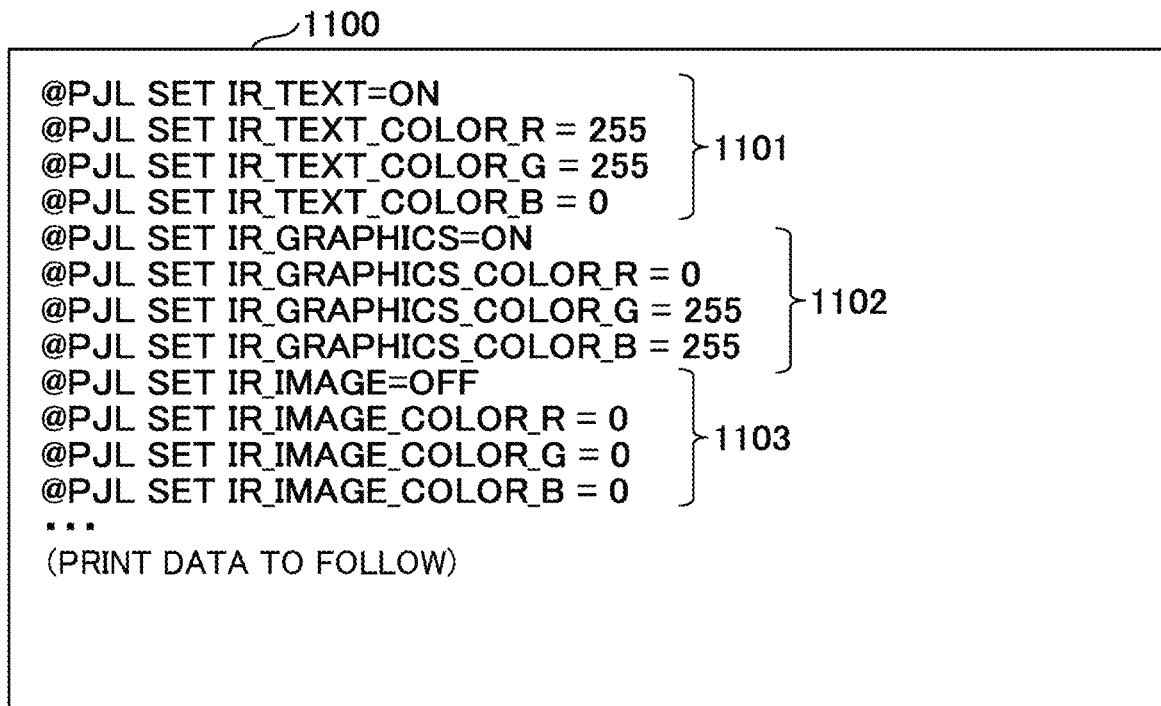 1100
@PJL SET IR_TEXT=ON
@PJL SET IR_TEXT_COLOR_R = 255
@PJL SET IR_TEXT_COLOR_G = 255
1101
@PJL SET IR_TEXT_COLOR_B = 0
@PJL SET IR_GRAPHICS=ON
@PJL SET IR_GRAPHICS_COLOR_R = 0
@PJL SET IR_GRAPHICS_COLOR_G = 255
1102
@PJL SET IR_GRAPHICS_COLOR_B = 255
@PJL SET IR_IMAGE=OFF
@PJL SET IR_IMAGE_COLOR_R = 0
@PJL SET IR_IMAGE_COLOR_G = 0
1103
@PJL SET IR_IMAGE_COLOR_B = 0
...
(PRINT DATA TO FOLLOW)